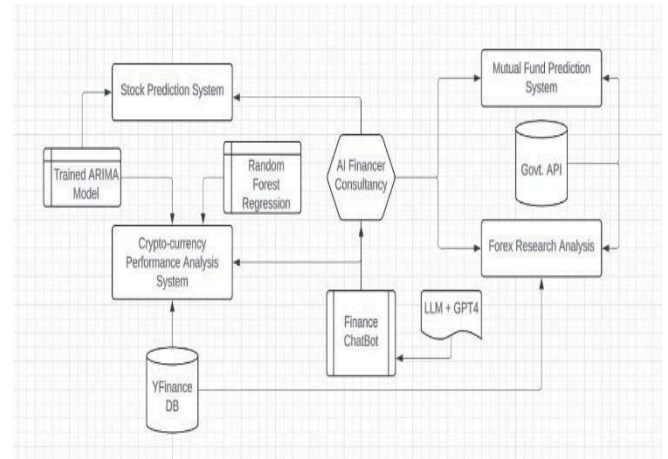 Stock Prediction System
Mutual Fund Prediction
System
Trained ARIMA
Model
Random
Forest
Regression
AI Financer
Consultancy
Govt. API
Crypto-currency
Performance Analysis
System
Forex Research Analysis
Finance
ChatBot
LLM + GPT4
YFinance
DB